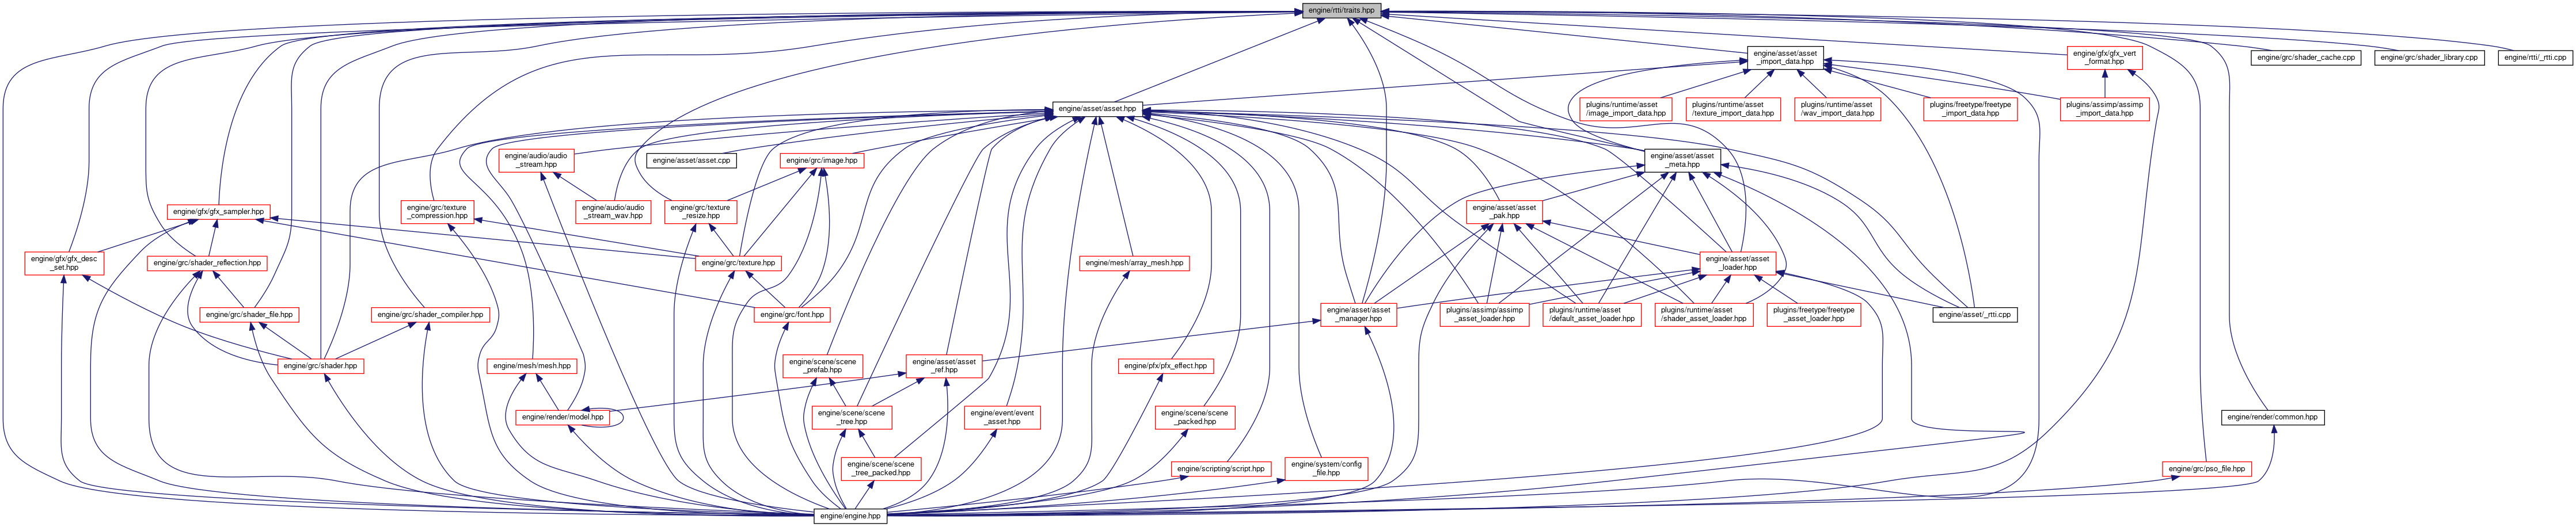 engine/rtti/traits.hpp
engine/asset/asset
_import_data.hpp
engine/gfx/gfx_vert
_format.hpp
engine/grc/shader_cache.cpp
engine/grc/shader_library.cpp
engine/rtti/_rtti.cpp
engine/asset/asset.hpp
plugins/runtime/asset
/image_import_data.hpp
plugins/runtime/asset
/texture_import_data.hpp
plugins/runtime/asset
/wav_import_data.hpp
plugins/freetype/freetype
_import_data.hpp
plugins/assimp/assimp
_import_data.hpp
engine/audio/audio
_stream.hpp
engine/asset/asset.cpp
engine/grc/image.hpp
engine/asset/asset
_meta.hpp
engine/gfx/gfx_sampler.hpp
engine/grc/texture
_compression.hpp
engine/audio/audio
_stream_wav.hpp
engine/grc/texture
_resize.hpp
engine/asset/asset
_pak.hpp
engine/gfx/gfx_desc
_set.hpp
engine/grc/shader_reflection.hpp
engine/grc/texture.hpp
engine/mesh/array_mesh.hpp
engine/asset/asset
_loader.hpp
engine/grc/shader_file.hpp
engine/grc/shader_compiler.hpp
engine/grc/font.hpp
engine/asset/asset
_manager.hpp
plugins/assimp/assimp
_asset_loader.hpp
plugins/runtime/asset
/default_asset_loader.hpp
plugins/runtime/asset
/shader_asset_loader.hpp
plugins/freetype/freetype
_asset_loader.hpp
engine/asset/_rtti.cpp
engine/grc/shader.hpp
engine/mesh/mesh.hpp
engine/scene/scene
_prefab.hpp
engine/asset/asset
_ref.hpp
engine/pfx/pfx_effect.hpp
engine/render/model.hpp
engine/scene/scene
_tree.hpp
engine/event/event
_asset.hpp
engine/scene/scene
_packed.hpp
engine/render/common.hpp
engine/scene/scene
_tree_packed.hpp
engine/scripting/script.hpp
engine/system/config
_file.hpp
engine/grc/pso_file.hpp
engine/engine.hpp